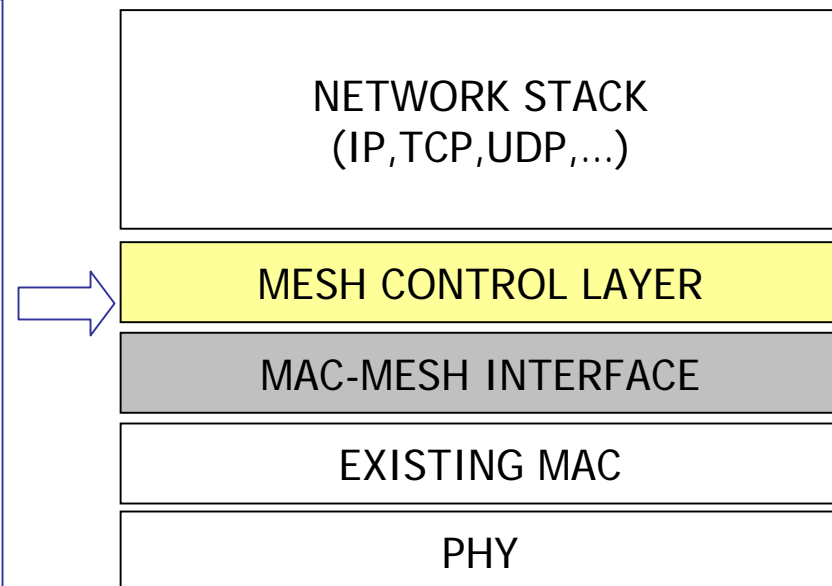 NETWORK STACK
(IP,TCP,UDP,...)
MESH CONTROL LAYER
MAC-MESH INTERFACE
EXISTING MAC
PHY